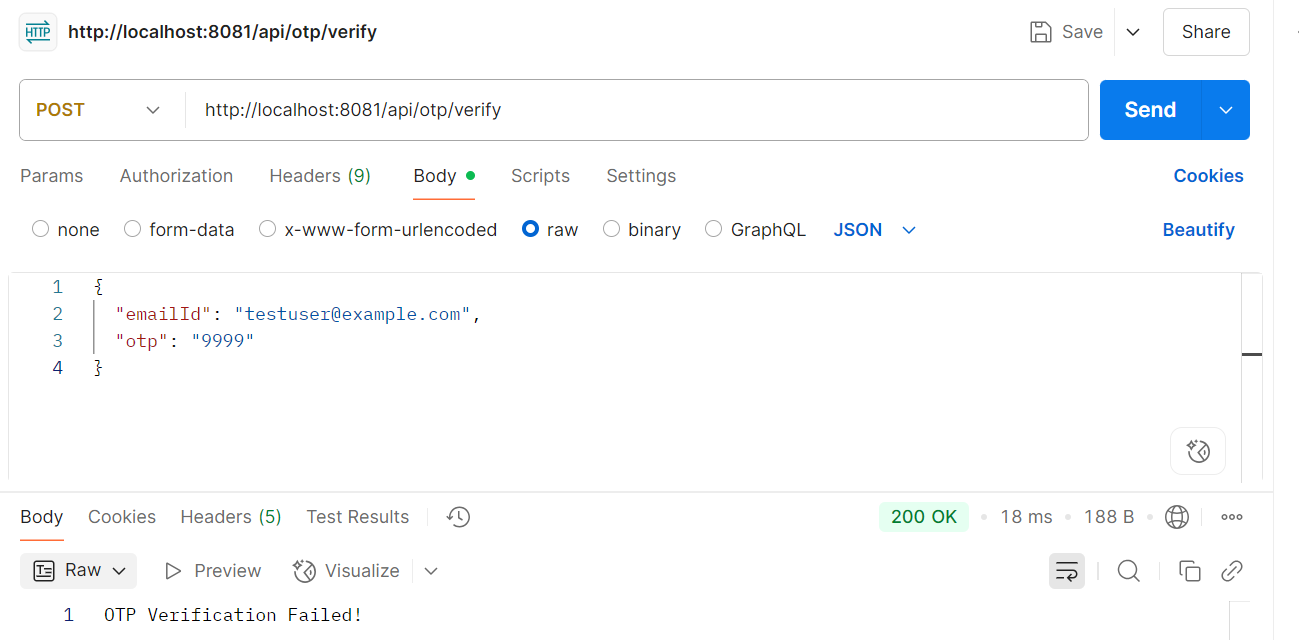 HTTP http://localhost:8081/api/otp/verify Save Share
POST http://localhost:8081/api/otp/verify Send
Params Authorization Headers (9) Body Scripts Settings Cookies
none form-data x-www-form-urlencoded raw binary GraphQL JSON Beautify
1 {
2 "emailId": "testuser@example.com",
3 "otp": "9999"
4 }
Body Cookies Headers (5) Test Results 200 OK • 18 ms • 188 B •
Raw Preview Visualize
1 OTP Verification Failed!